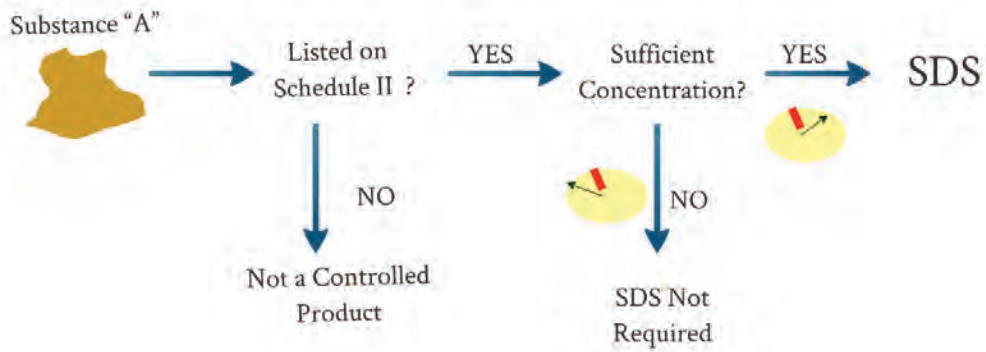 Substance “A”
Listed on
Schedule II ?
YES
Sufficient
Concentration?
YES
SDS
NO
NO
Not a Controlled
Product
SDS Not
Required